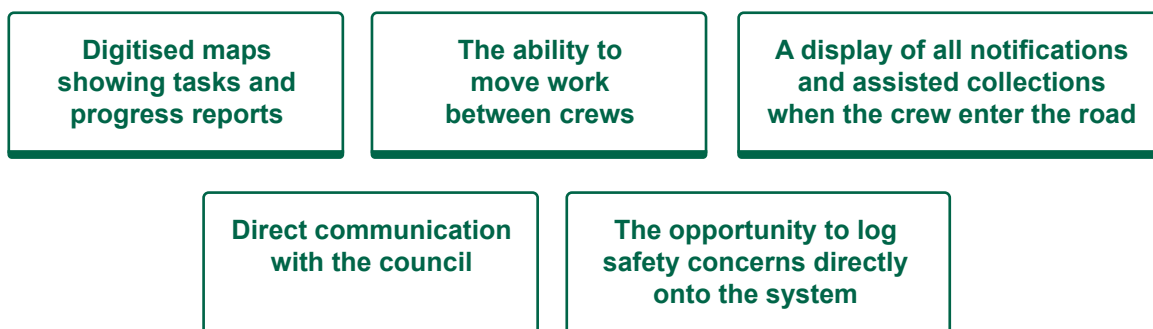 Digitised maps
showing tasks and
progress reports
The ability to
move work
between crews
A display of all notifications
and assisted collections
when the crew enter the road
Direct communication
with the council
The opportunity to log
safety concerns directly
onto the system